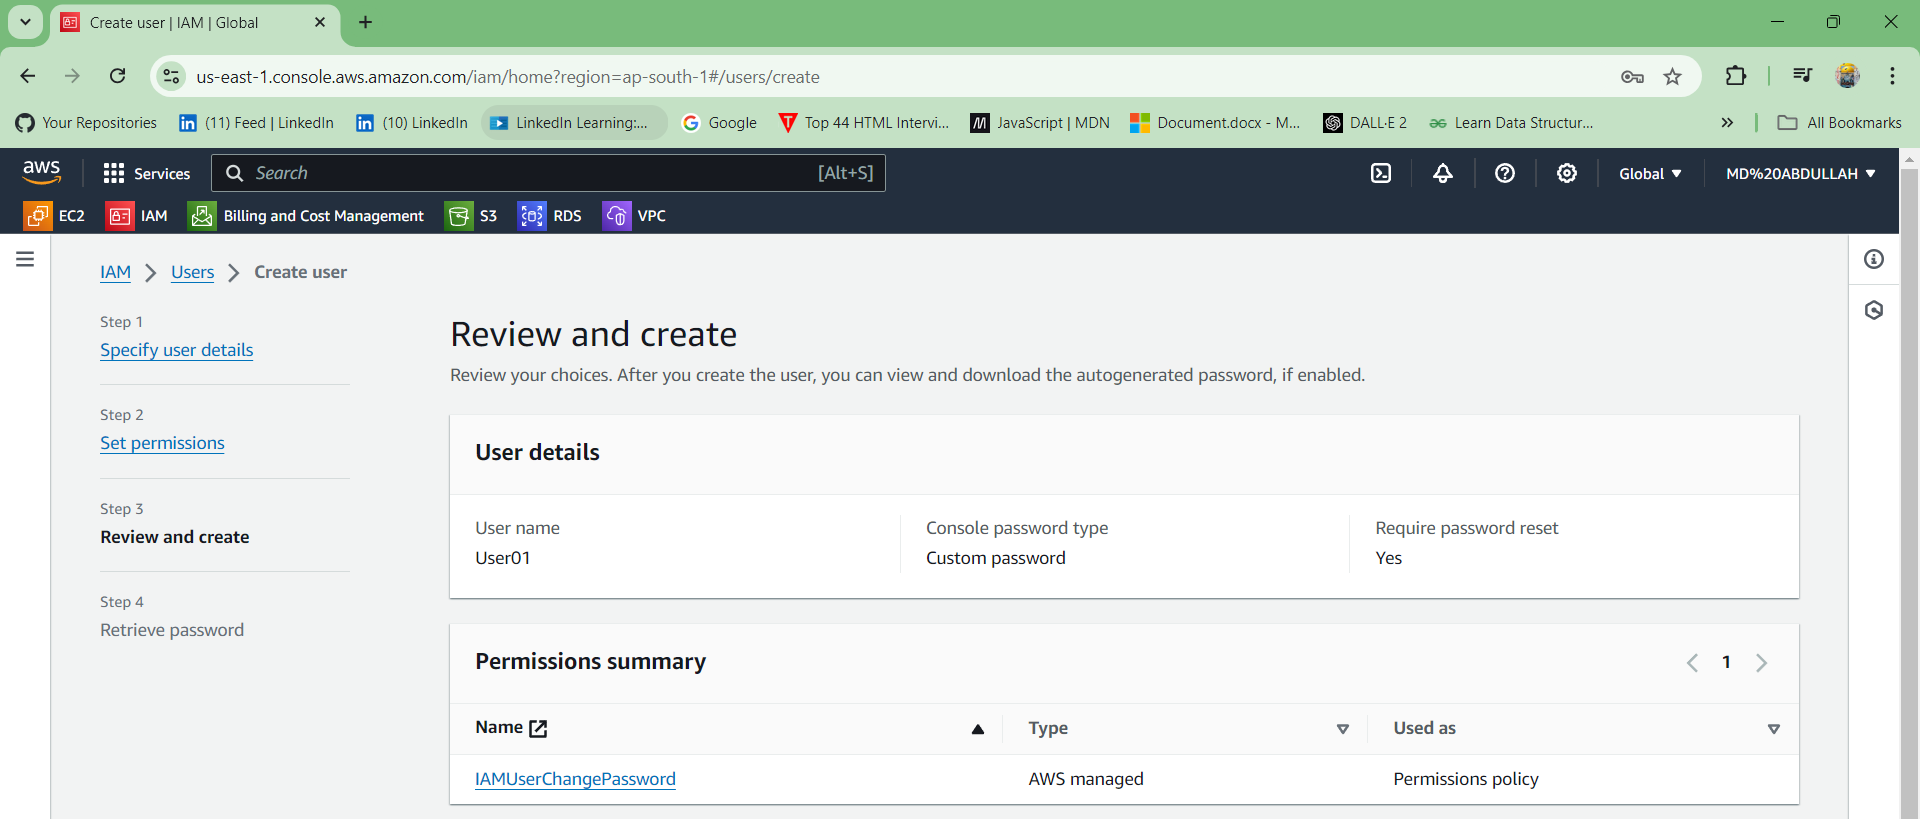 Create user | IAM | Global
us-east-1.console.aws.amazon.com/iam/home?region=ap-south-1#/users/create
Your Repositories (11) Feed | LinkedIn (10) LinkedIn LinkedIn Learning:... Google Top 44 HTML Intervi... JavaScript | MDN Document.docx - M... DALL·E 2 Learn Data Structur... » All Bookmarks
aws Services Search [Alt+S] Global MD%20ABDULLAH
EC2 IAM Billing and Cost Management S3 RDS VPC
IAM Users Create user
Step 1
Specify user details
Step 2
Set permissions
Step 3
Review and create
Step 4
Retrieve password
Review and create
Review your choices. After you create the user, you can view and download the autogenerated password, if enabled.
User details
User name Console password type Require password reset
User01 Custom password Yes
Permissions summary 1
Name Type Used as
IAMUserChangePassword AWS managed Permissions policy